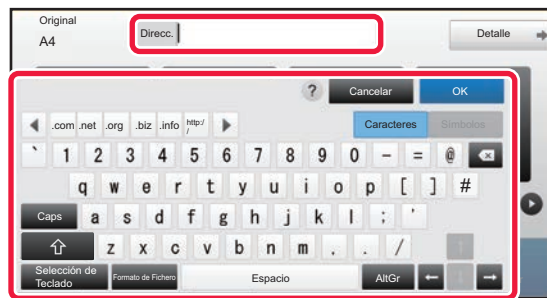 Original
A4
Direcc.
Detalle
?
Cancelar
OK
.com .net .org .biz .info http://
Caracteres
Símbolos
` 1 2 3 4 5 6 7 8 9 0 - = @
q w e r t y u i o p [ ] #
Caps a s d f g h j k l ; '
z x c v b n m , . /
Selección de Teclado
Formato de Fichero
Espacio
AltGr